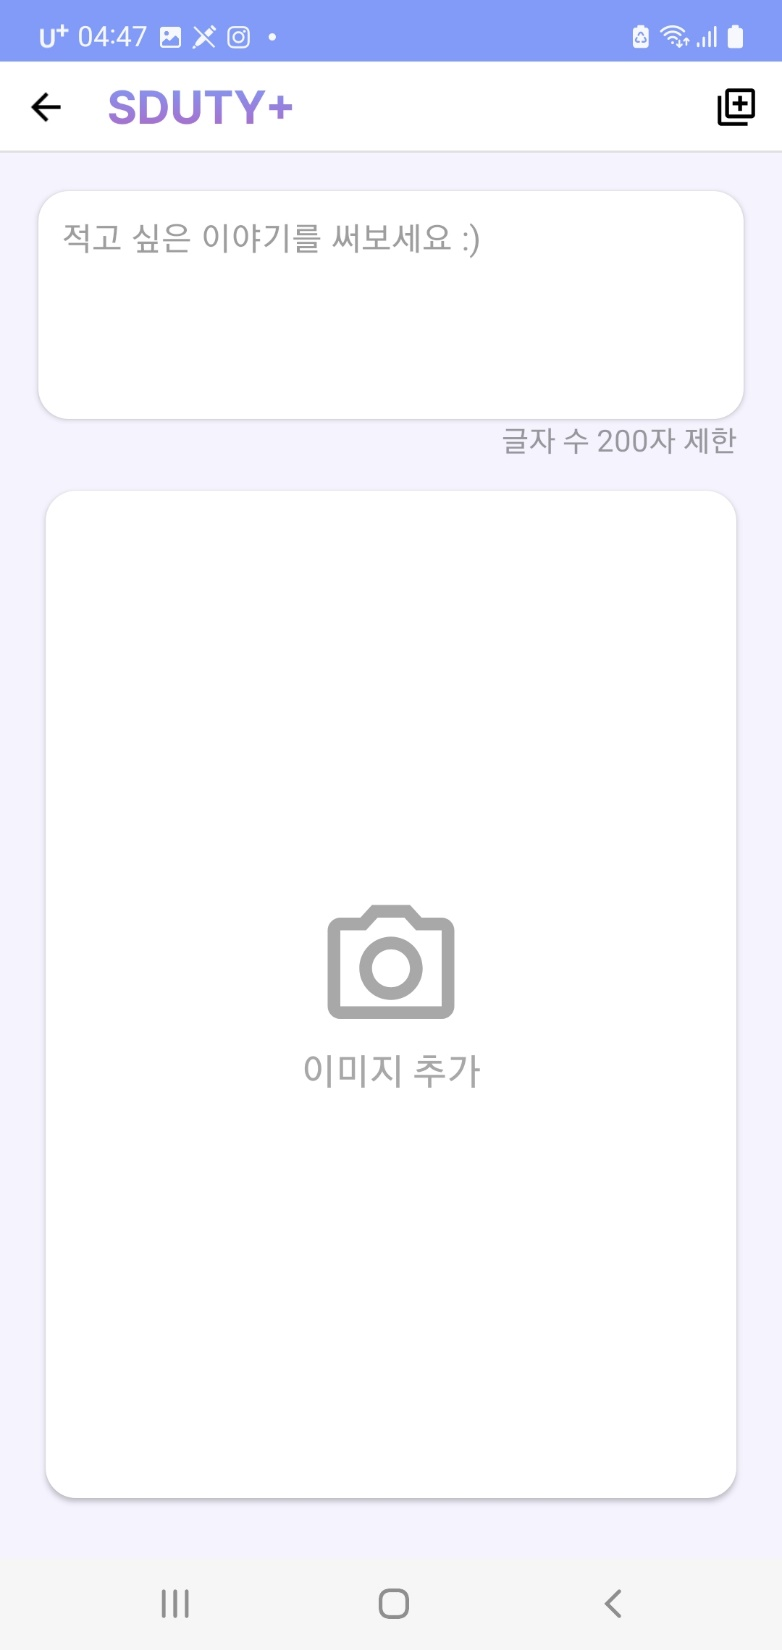 U+ 04:47
SDUTY+
적고 싶은 이야기를 써보세요 :)
글자 수 200자 제한
이미지 추가